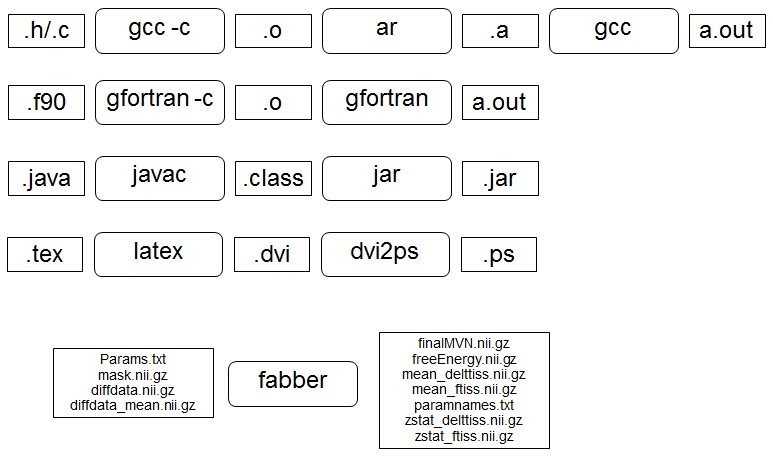 .h/.c gcc -c .o ar .a gcc a.out
.f90 gfortran -c .o gfortran a.out
.java javac .class jar .jar
.tex latex .dvi dvi2ps .ps
Params.txt
mask.nii.gz
diffdata.nii.gz
diffdata_mean.nii.gz
fabber
finalMVN.nii.gz
freeEnergy.nii.gz
mean_delttiss.nii.gz
mean_ftiss.nii.gz
paramnames.txt
zstat_delttiss.nii.gz
zstat_ftiss.nii.gz